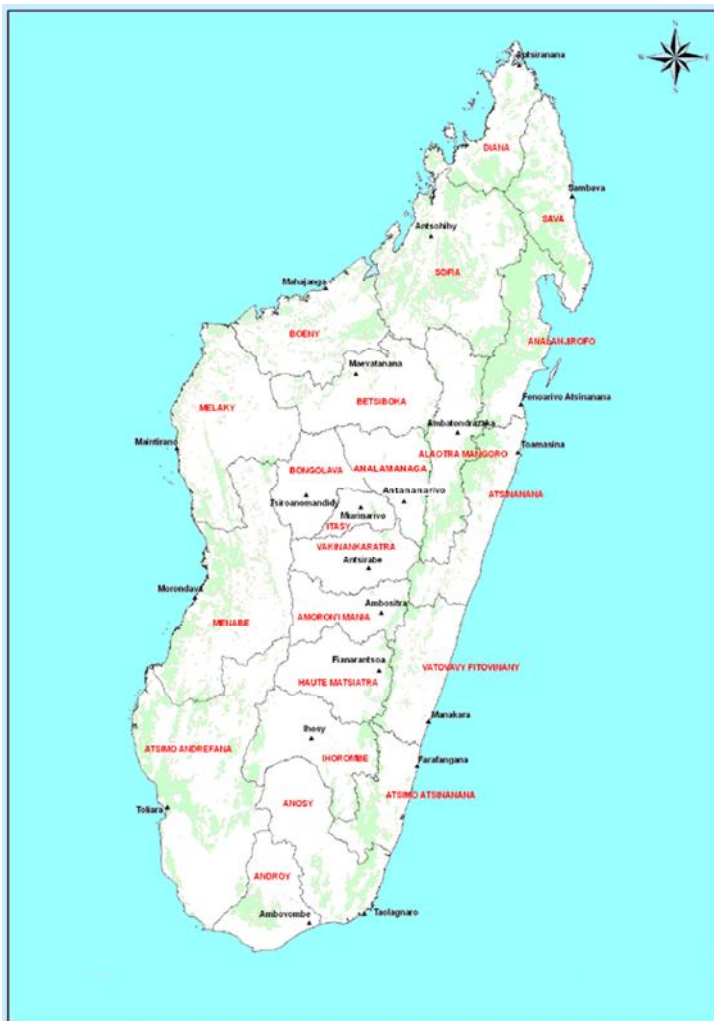 N
W
E
S
Antsiranana
DIANA
Sambava
SAVA
Antsohihy
SOFIA
Mahajanga
BOENY
ANALANJIROFO
Maevatanana
BETSIBOKA
MELAKY
Fenoarivo Atsinanana
Ambatondrazaka
Maintirano
ALAOTRA MANGORO
Toamasina
BONGOLAVA
ANALAMANAGA
ATSINANANA
Tsiroanomandidy
Antananarivo
Miarinarivo
ITASY
VAKINANKARATRA
Antsirabe
Morondava
Ambositra
AMORON'I MANIA
MENABE
Fianarantsoa
VATOVAVY FITOVINANY
HAUTE MATSIATRA
Manakara
Ihosy
ATSIMO ANDREFANA
IHOROMBE
Farafangana
ANOSY
ATSIMO ATSINANANA
Toliara
ANDROY
Ambovombe
Taolagnaro